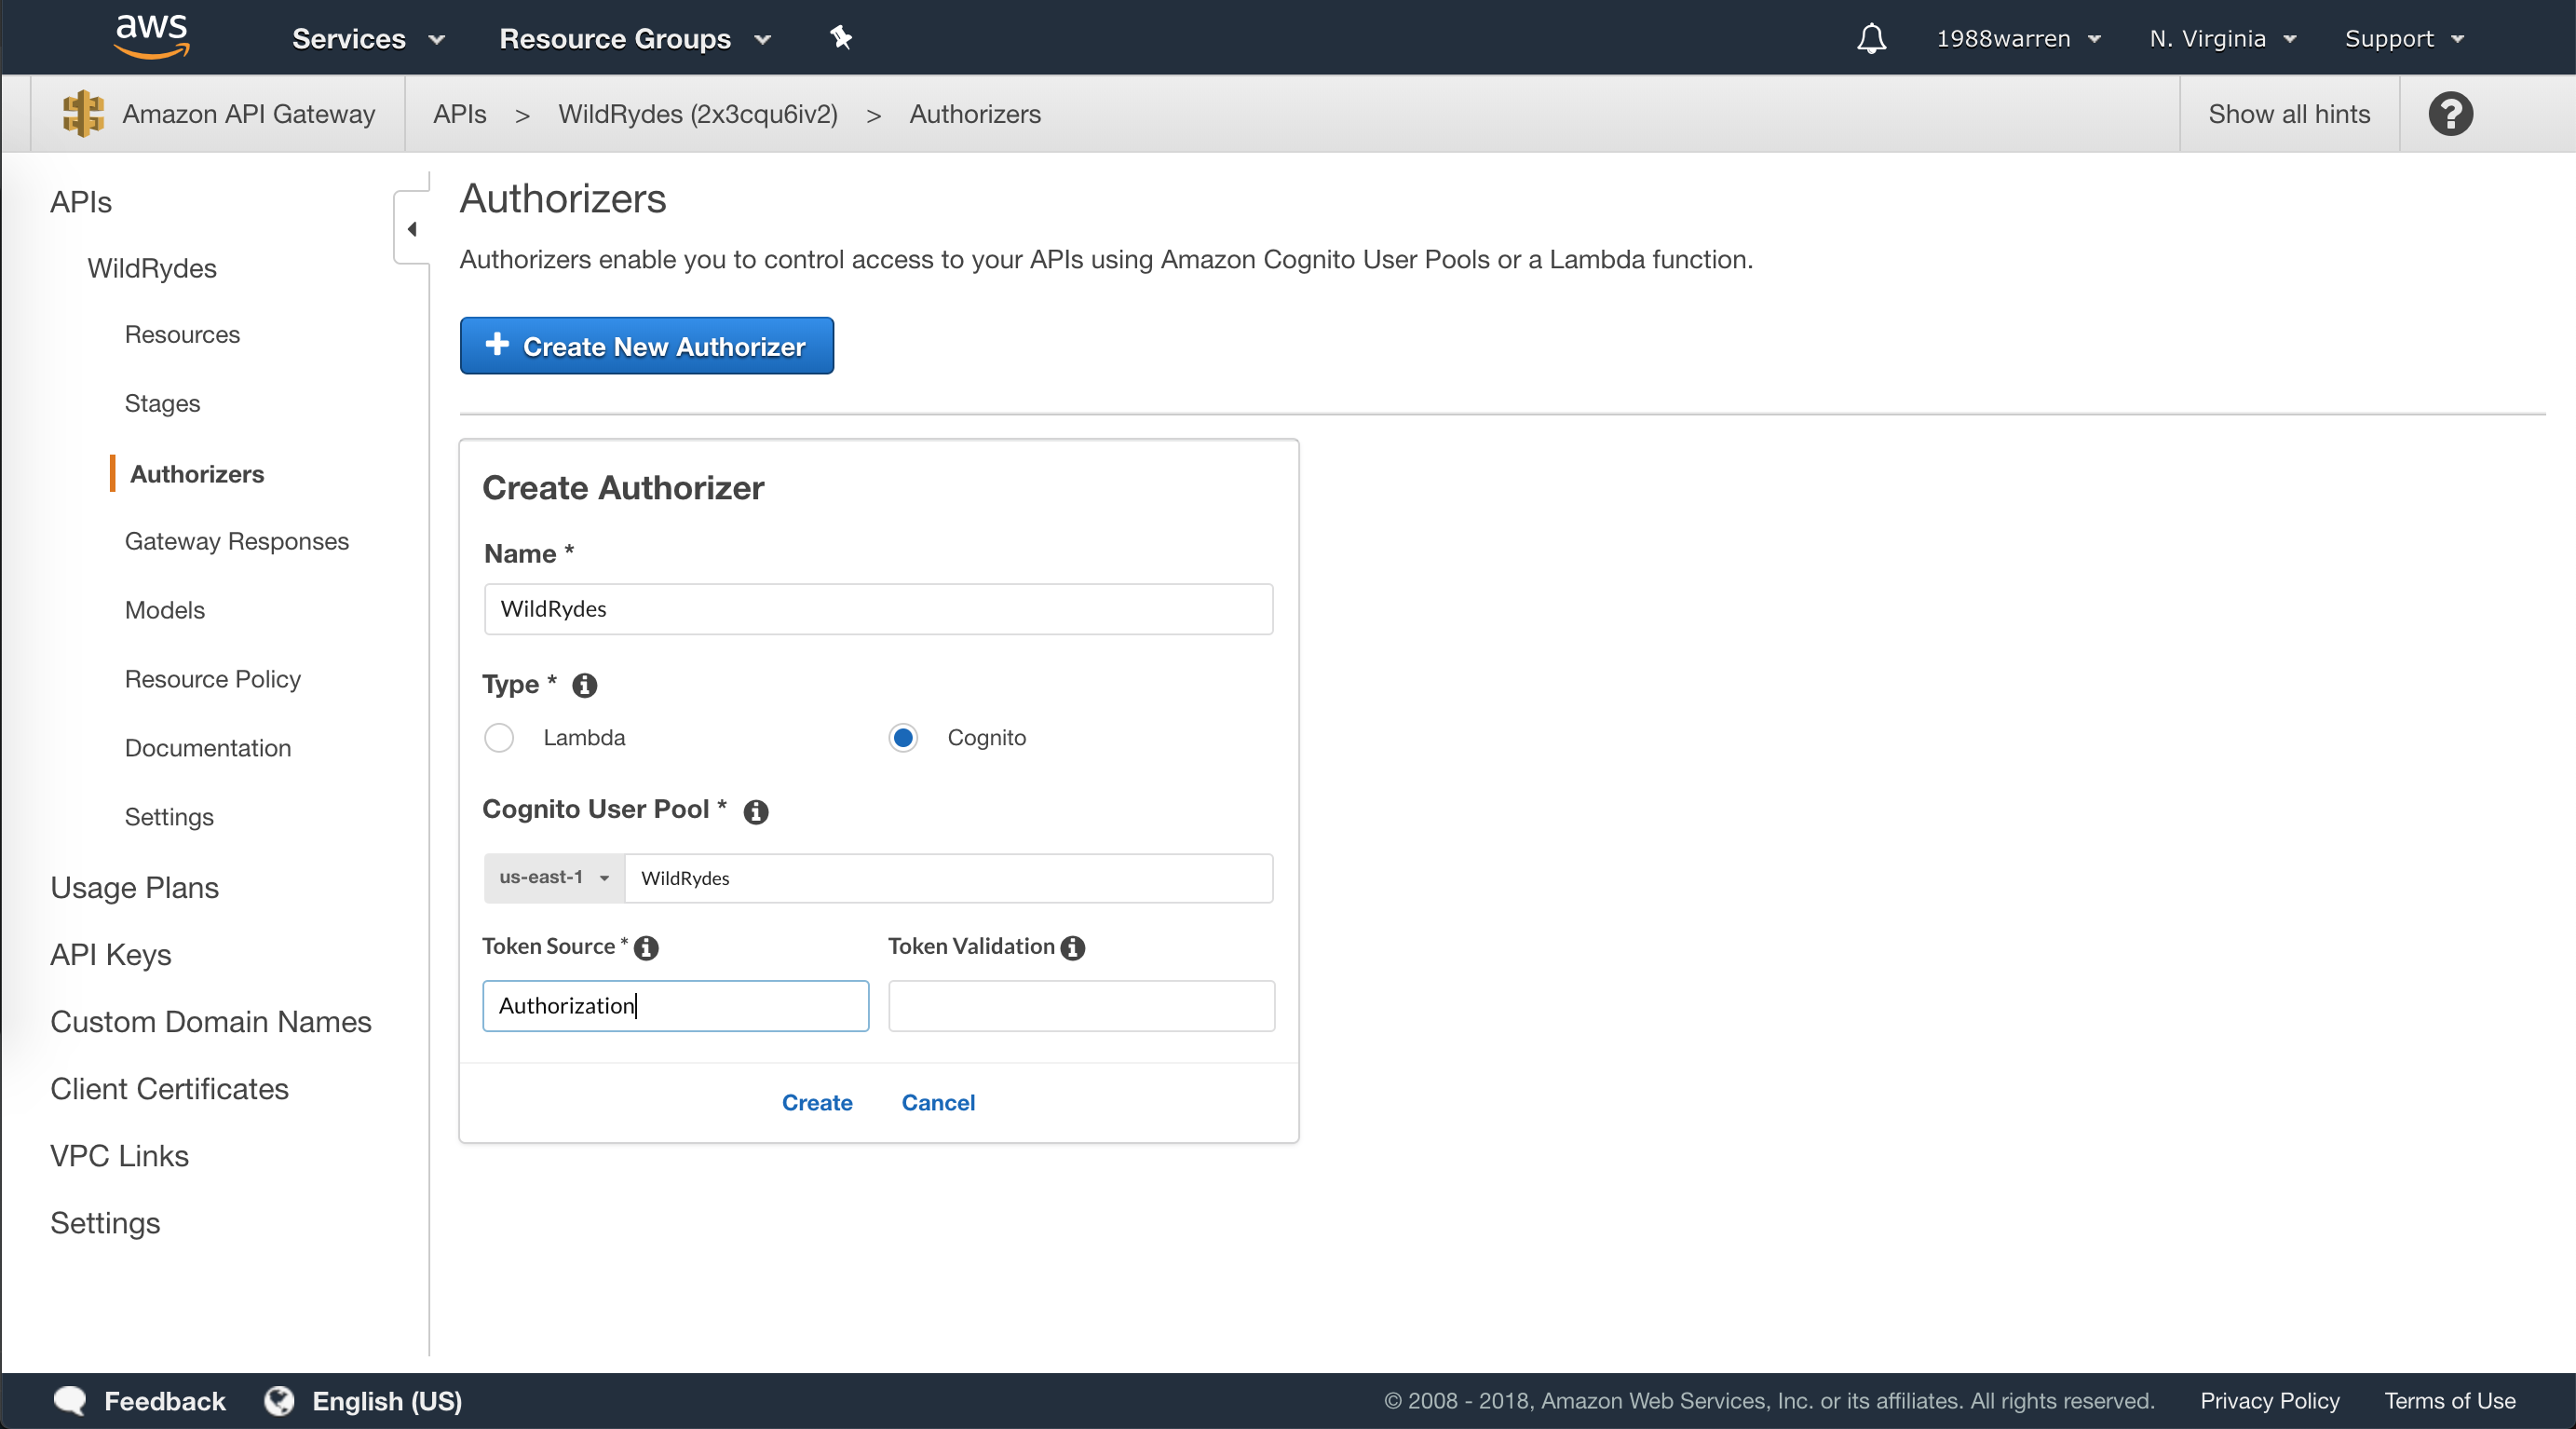 aws Services Resource Groups 1988warren N. Virginia Support
Amazon API Gateway APIs > WildRydes (2x3cqu6iv2) > Authorizers Show all hints ?
APIs
WildRydes
Resources
Stages
Authorizers
Gateway Responses
Models
Resource Policy
Documentation
Settings
Usage Plans
API Keys
Custom Domain Names
Client Certificates
VPC Links
Settings
Authorizers
Authorizers enable you to control access to your APIs using Amazon Cognito User Pools or a Lambda function.
+ Create New Authorizer
Create Authorizer
Name *
WildRydes
Type *
Lambda Cognito
Cognito User Pool *
us-east-1 WildRydes
Token Source * Token Validation
Authorization
Create Cancel
Feedback English (US) © 2008 - 2018, Amazon Web Services, Inc. or its affiliates. All rights reserved. Privacy Policy Terms of Use